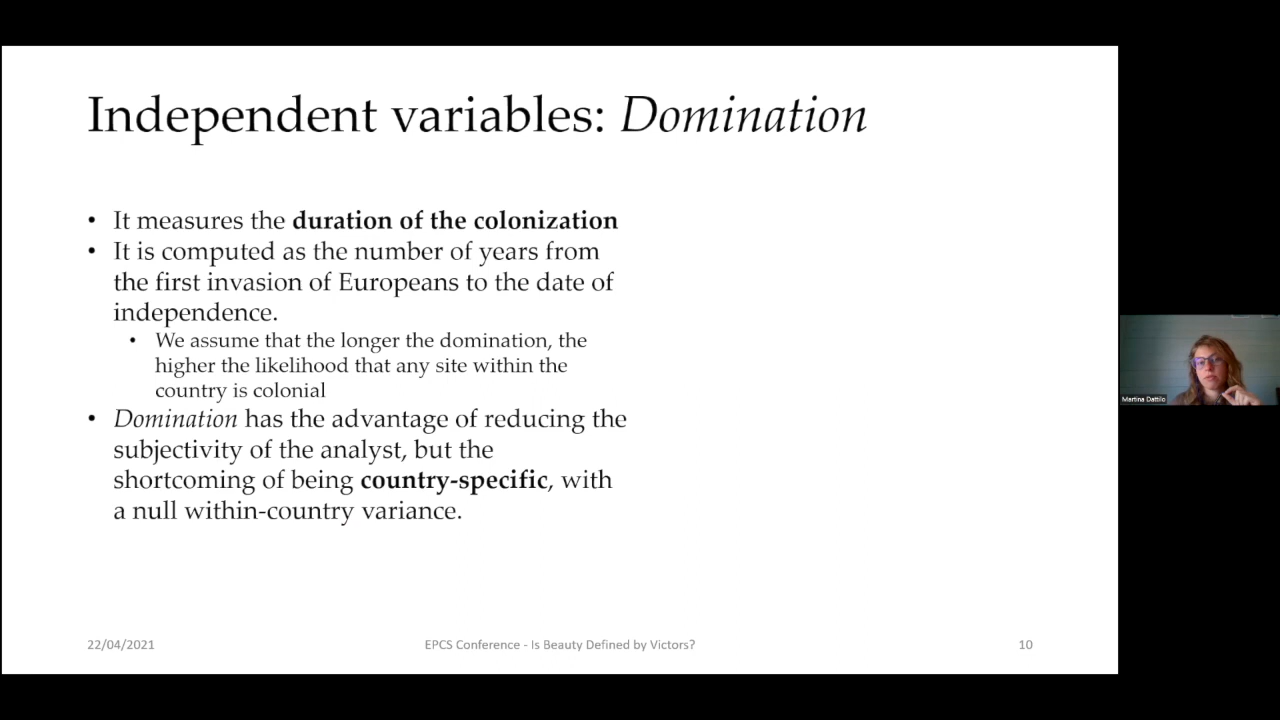 Independent variables: Domination
• It measures the duration of the colonization
• It is computed as the number of years from
the first invasion of Europeans to the date of
independence.
• We assume that the longer the domination, the
higher the likelihood that any site within the
country is colonial
• Domination has the advantage of reducing the
subjectivity of the analyst, but the
shortcoming of being country-specific, with
a null within-country variance.
22/04/2021
EPCS Conference - Is Beauty Defined by Victors?
10
Martina Dattilo